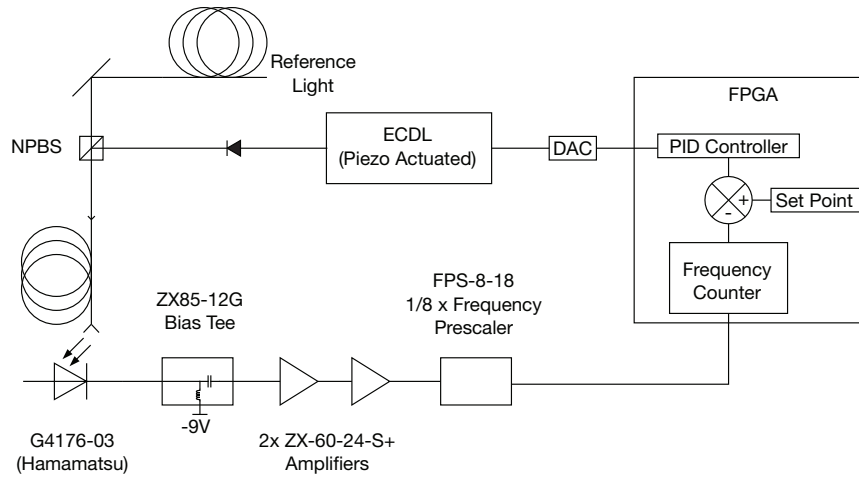 Reference
Light
FPGA
NPBS
ECDL
(Piezo Actuated)
DAC
PID Controller
+
-
Set Point
Frequency
Counter
ZX85-12G
Bias Tee
FPS-8-18
1/8 x Frequency
Prescaler
-9V
G4176-03
(Hamamatsu)
2x ZX-60-24-S+
Amplifiers